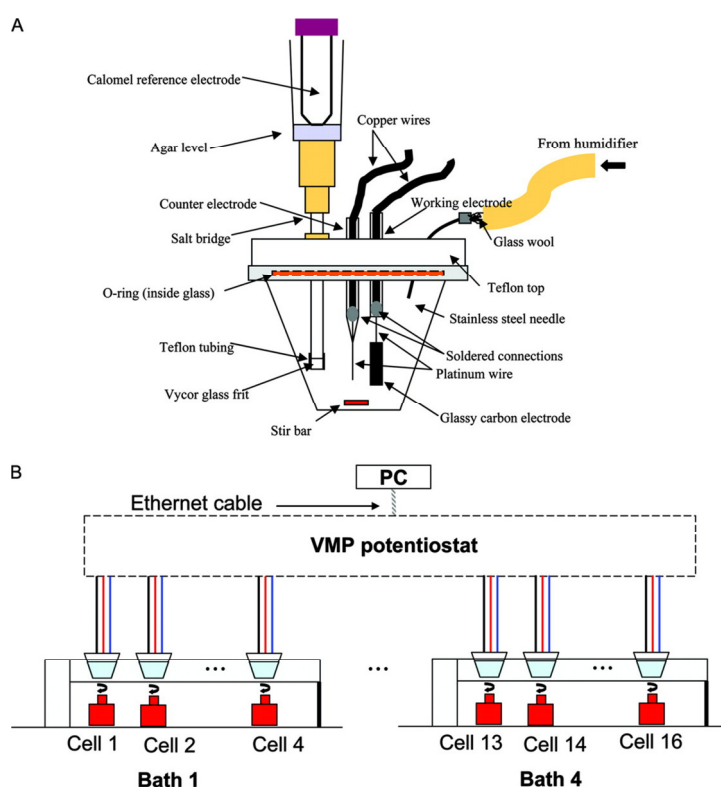 A
Calomel reference electrode
Copper wires
Agar level
From humidifier
Counter electrode
Working electrode
Salt bridge
Glass wool
O-ring (inside glass)
Teflon top
Stainless steel needle
Teflon tubing
Soldered connections
Platinum wire
Vycor glass frit
Glassy carbon electrode
Stir bar
B
PC
Ethernet cable
VMP potentiostat
... ... ...
Cell 1 Cell 2 Cell 4 Cell 13 Cell 14 Cell 16
Bath 1 Bath 4